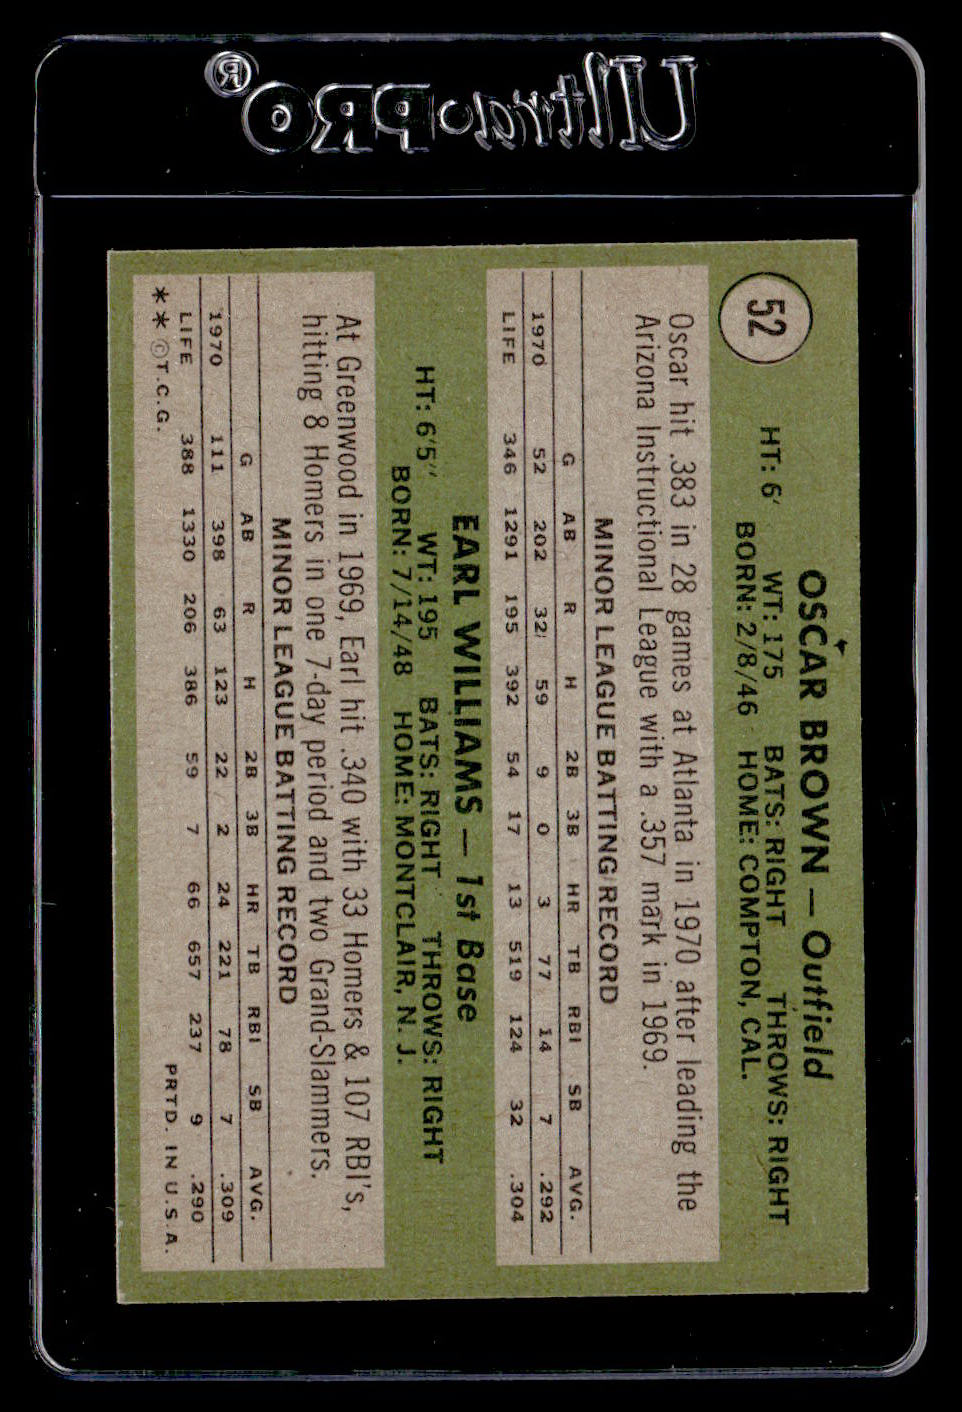 Ultra·PRO®
52
OSCAR BROWN — Outfield
HT: 6' WT: 175 BATS: RIGHT THROWS: RIGHT
BORN: 2/8/46 HOME: COMPTON, CAL.
Oscar hit .383 in 28 games at Atlanta in 1970 after leading the
Arizona Instructional League with a .357 mark in 1969.
MINOR LEAGUE BATTING RECORD
G AB R H 2B 3B HR TB RBI SB AVG.
1970 52 202 32 59 9 0 3 77 14 7 .292
LIFE 346 1291 195 392 54 17 13 519 124 32 .304
EARL WILLIAMS — 1st Base
HT: 6'5" WT: 195 BATS: RIGHT THROWS: RIGHT
BORN: 7/14/48 HOME: MONTCLAIR, N. J.
At Greenwood in 1969, Earl hit .340 with 33 Homers & 107 RBI's,
hitting 8 Homers in one 7-day period and two Grand-Slammers.
MINOR LEAGUE BATTING RECORD
G AB R H 2B 3B HR TB RBI SB AVG.
1970 111 398 63 123 22 2 24 221 78 7 .309
LIFE 388 1330 206 386 59 7 66 657 237 9 .290
**©T.C.G. PRTD. IN U.S.A.